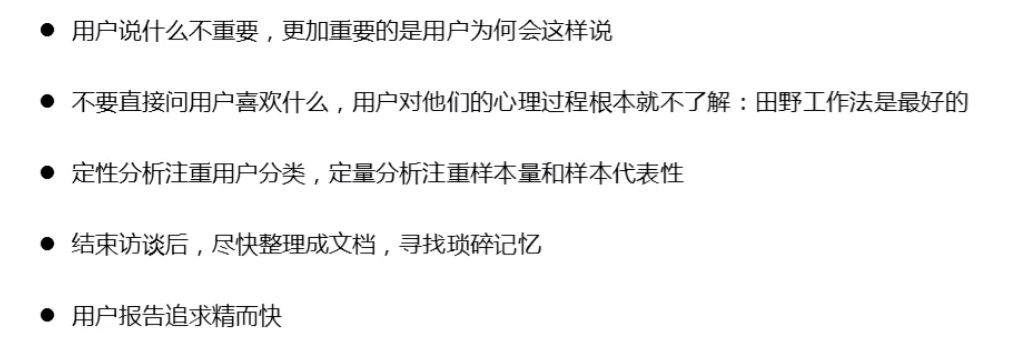 ● 用户说什么不重要，更加重要的是用户为何会这样说
● 不要直接问用户喜欢什么，用户对他们的心理过程根本就不了解：田野工作法是最好的
● 定性分析注重用户分类，定量分析注重样本量和样本代表性
● 结束访谈后，尽快整理成文档，寻找琐碎记忆
● 用户报告追求精而快